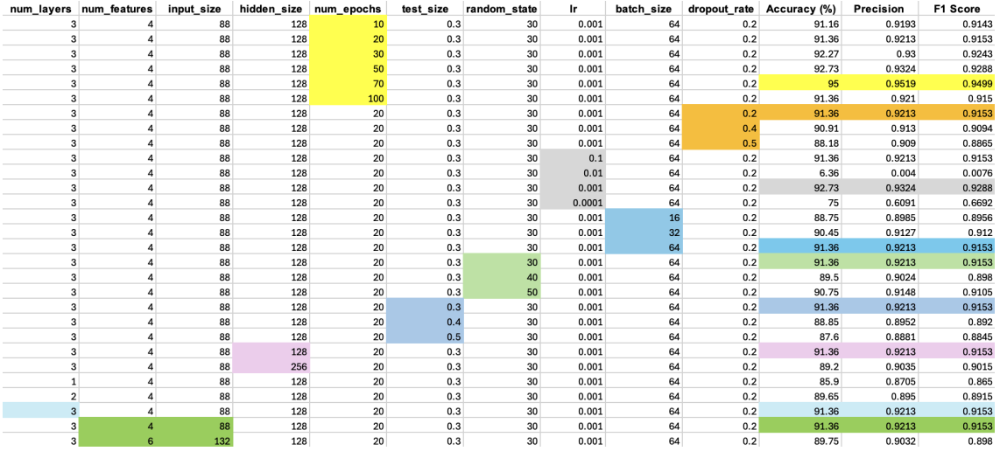 num_layers num_features input_size hidden_size num_epochs test_size random_state lr batch_size dropout_rate Accuracy (%) Precision F1 Score
3 4 88 128 10 0.3 30 0.001 64 0.2 91.16 0.9193 0.9143
3 4 88 128 20 0.3 30 0.001 64 0.2 91.36 0.9213 0.9153
3 4 88 128 30 0.3 30 0.001 64 0.2 92.27 0.93 0.9243
3 4 88 128 50 0.3 30 0.001 64 0.2 92.73 0.9324 0.9288
3 4 88 128 70 0.3 30 0.001 64 0.2 95 0.9519 0.9499
3 4 88 128 100 0.3 30 0.001 64 0.2 91.36 0.921 0.915
3 4 88 128 20 0.3 30 0.001 64 0.2 91.36 0.9213 0.9153
3 4 88 128 20 0.3 30 0.001 64 0.4 90.91 0.913 0.9094
3 4 88 128 20 0.3 30 0.001 64 0.5 88.18 0.909 0.8865
3 4 88 128 20 0.3 30 0.1 64 0.2 91.36 0.9213 0.9153
3 4 88 128 20 0.3 30 0.01 64 0.2 6.36 0.004 0.0076
3 4 88 128 20 0.3 30 0.001 64 0.2 92.73 0.9324 0.9288
3 4 88 128 20 0.3 30 0.0001 64 0.2 75 0.6091 0.6692
3 4 88 128 20 0.3 30 0.001 16 0.2 88.75 0.8985 0.8956
3 4 88 128 20 0.3 30 0.001 32 0.2 90.45 0.9127 0.912
3 4 88 128 20 0.3 30 0.001 64 0.2 91.36 0.9213 0.9153
3 4 88 128 20 0.3 30 0.001 64 0.2 91.36 0.9213 0.9153
3 4 88 128 20 0.3 40 0.001 64 0.2 89.5 0.9024 0.898
3 4 88 128 20 0.3 50 0.001 64 0.2 90.75 0.9148 0.9105
3 4 88 128 20 0.3 30 0.001 64 0.2 91.36 0.9213 0.9153
3 4 88 128 20 0.4 30 0.001 64 0.2 88.85 0.8952 0.892
3 4 88 128 20 0.5 30 0.001 64 0.2 87.6 0.8881 0.8845
3 4 88 128 20 0.3 30 0.001 64 0.2 91.36 0.9213 0.9153
3 4 88 256 20 0.3 30 0.001 64 0.2 89.2 0.9035 0.9015
1 4 88 128 20 0.3 30 0.001 64 0.2 85.9 0.8705 0.865
2 4 88 128 20 0.3 30 0.001 64 0.2 89.65 0.895 0.8915
3 4 88 128 20 0.3 30 0.001 64 0.2 91.36 0.9213 0.9153
3 4 88 128 20 0.3 30 0.001 64 0.2 91.36 0.9213 0.9153
3 6 132 128 20 0.3 30 0.001 64 0.2 89.75 0.9032 0.898